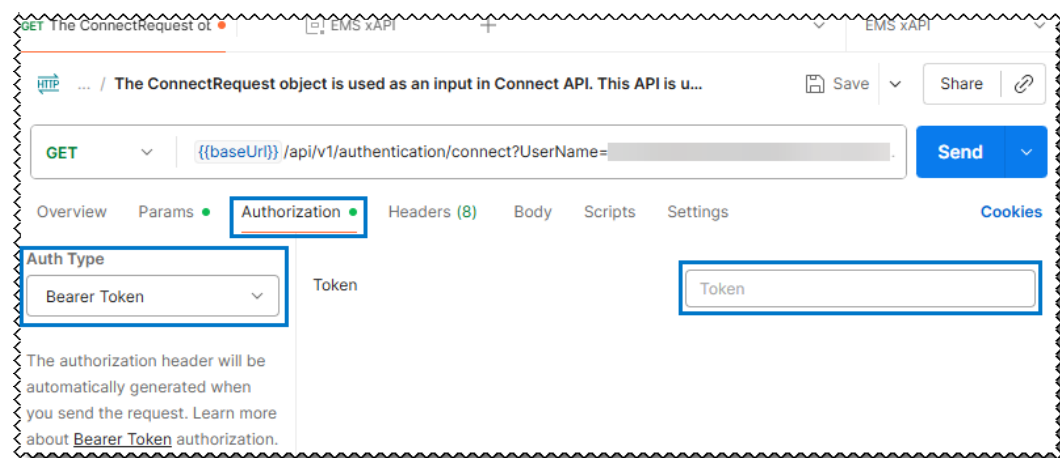 GET The ConnectRequest ot EMS xAPI EMS xAPI
HTTP ... / The ConnectRequest object is used as an input in Connect API. This API is u... Save Share
GET {{baseUrl}} /api/v1/authentication/connect?UserName= Send
Overview Params Authorization Headers (8) Body Scripts Settings Cookies
Auth Type
Bearer Token
Token Token
The authorization header will be
automatically generated when
you send the request. Learn more
about Bearer Token authorization.